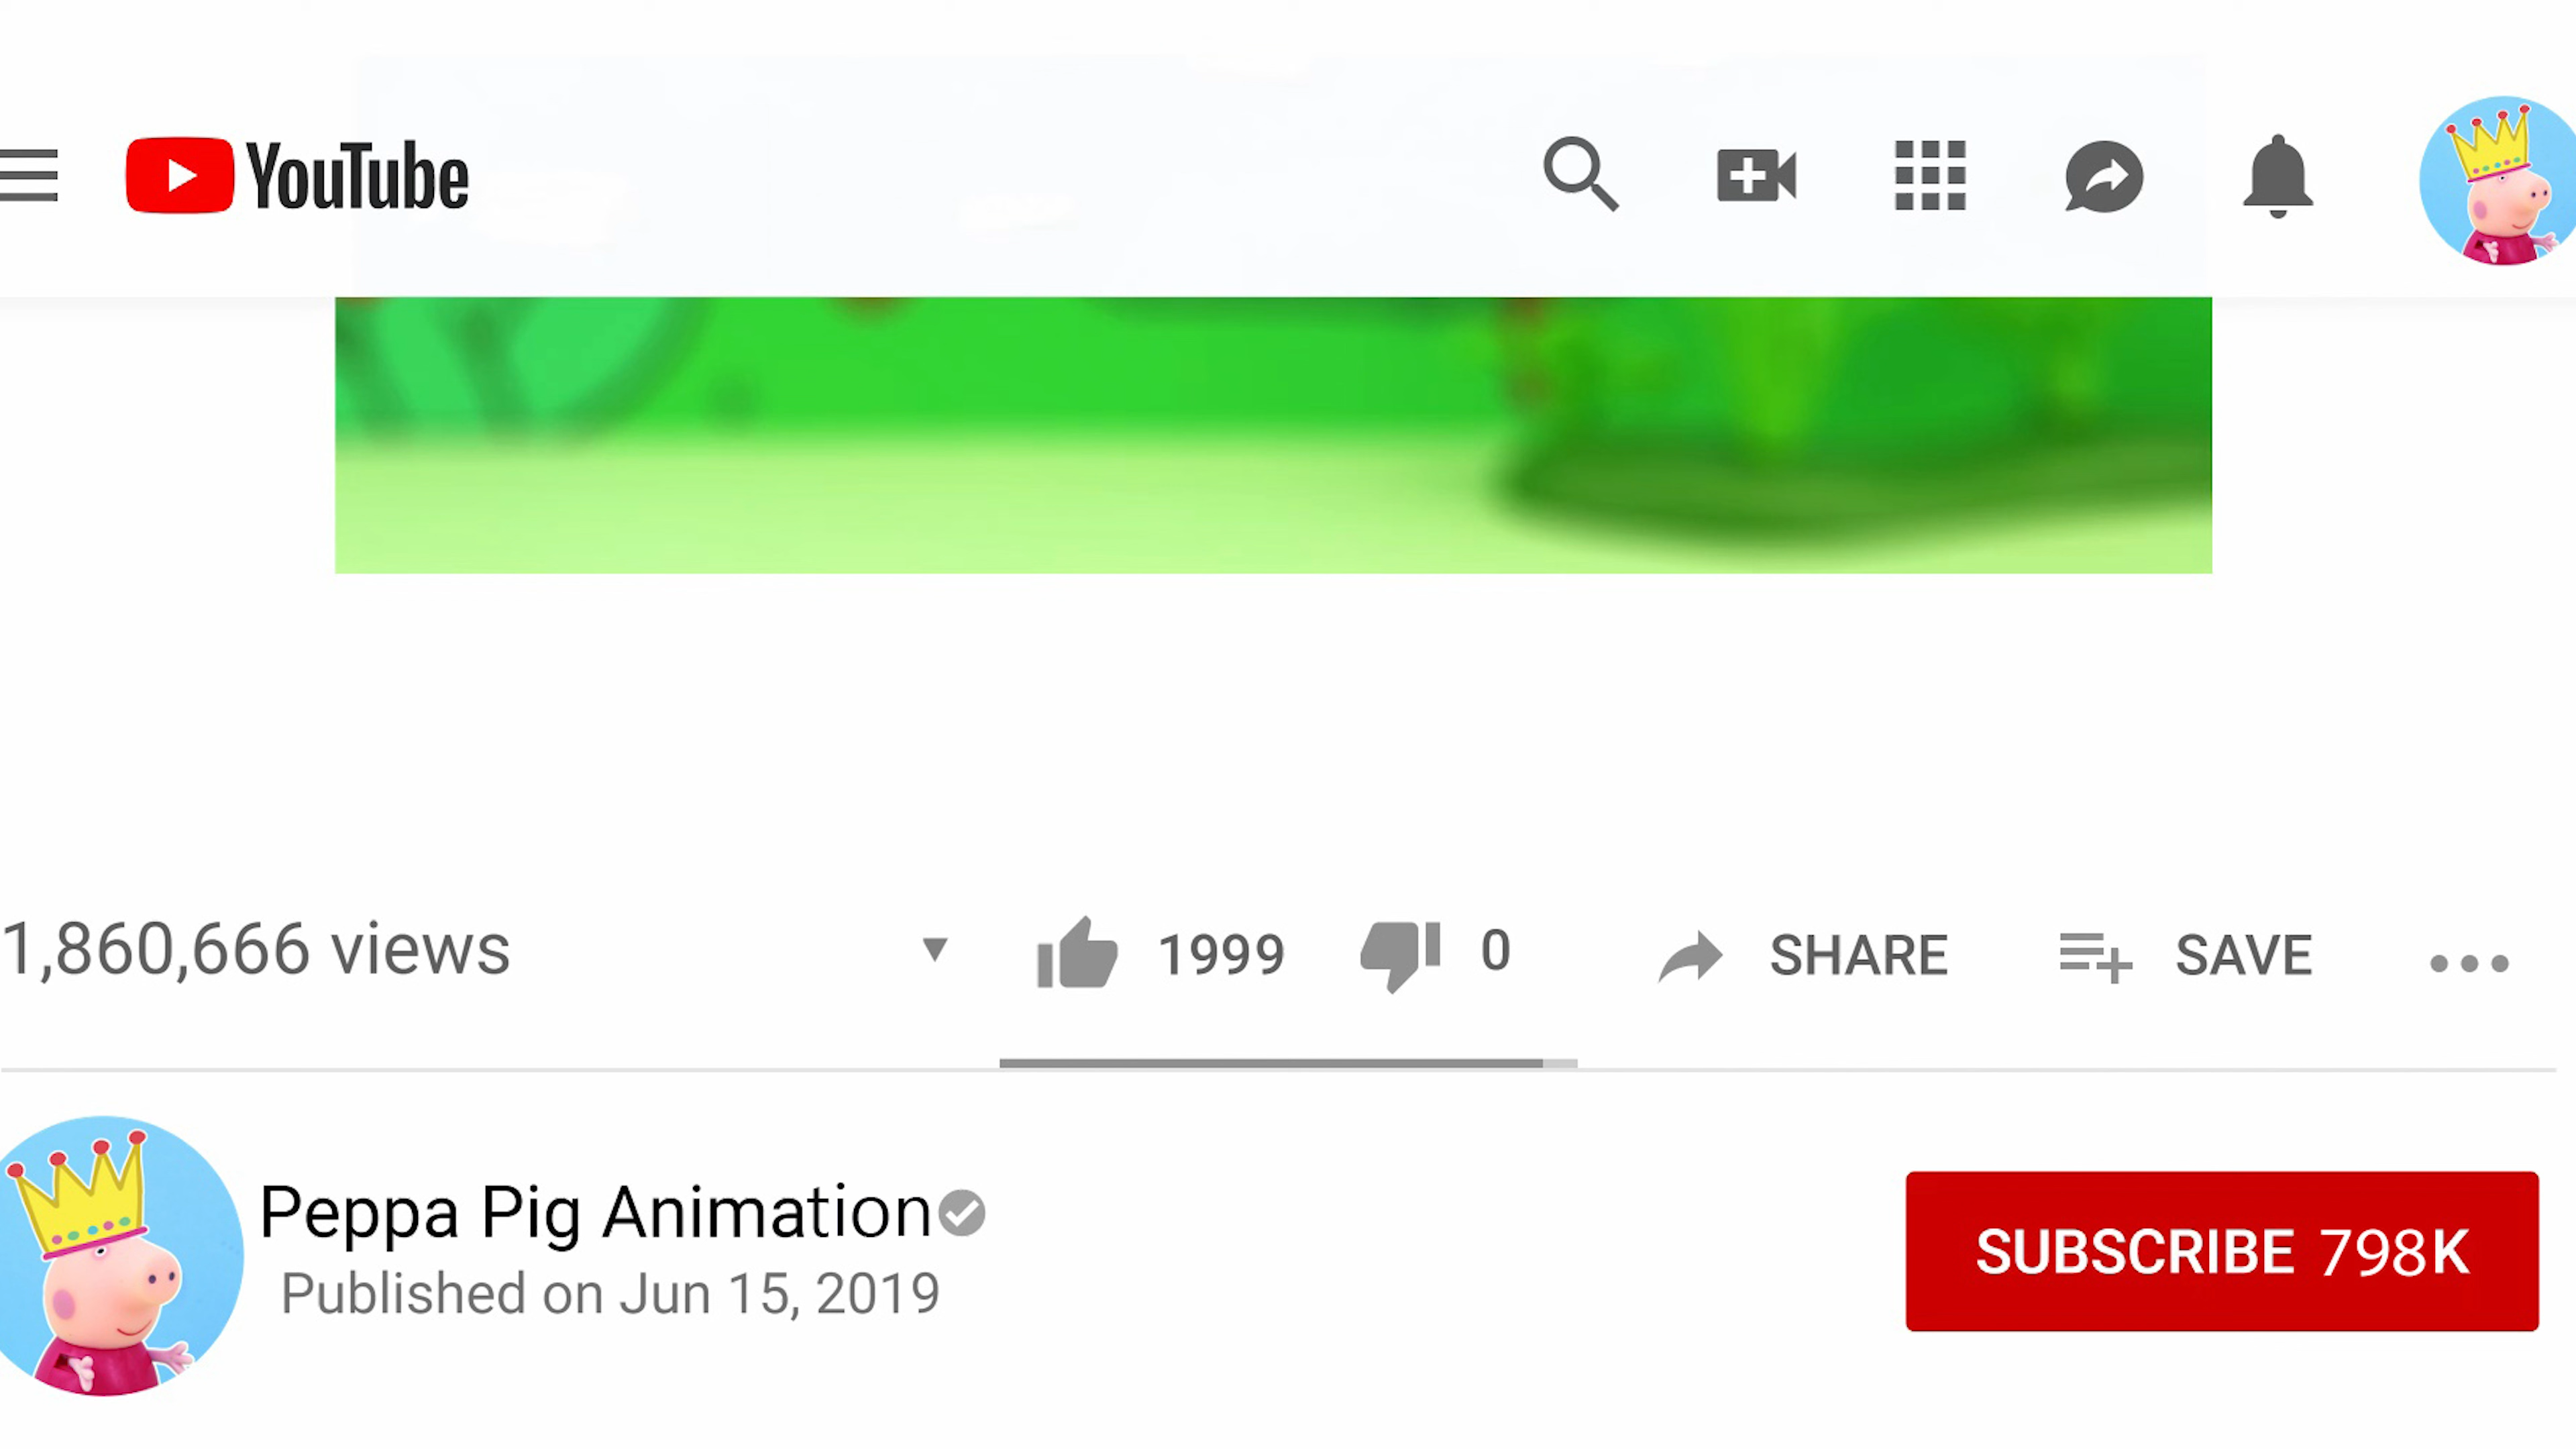 YouTube
1,860,666 views
1999
0
SHARE
SAVE
Peppa Pig Animation
Published on Jun 15, 2019
SUBSCRIBE 798K